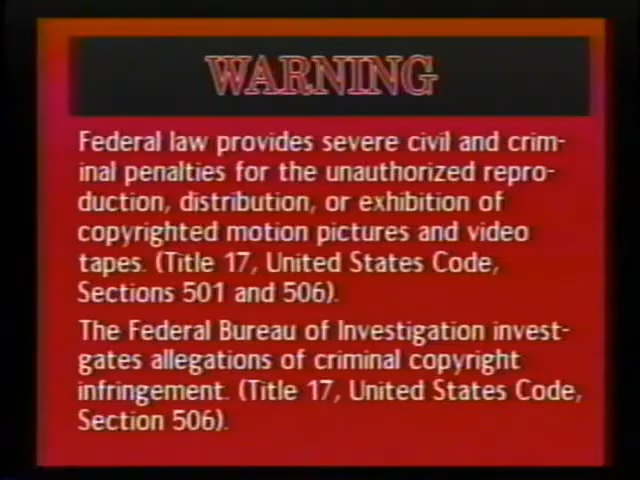 WARNING
Federal law provides severe civil and crim-
inal penalties for the unauthorized repro-
duction, distribution, or exhibition of
copyrighted motion pictures and video
tapes. (Title 17, United States Code,
Sections 501 and 506).
The Federal Bureau of Investigation invest-
gates allegations of criminal copyright
infringement. (Title 17, United States Code,
Section 506).